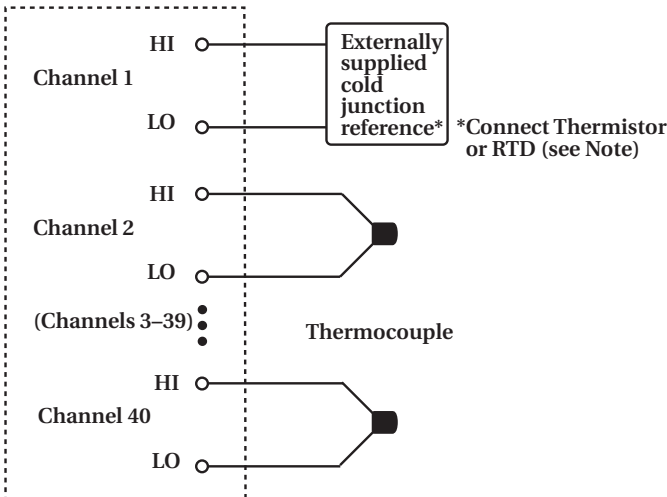 HI
Channel 1
LO
Externally
supplied
cold
junction
reference*
*Connect Thermistor
or RTD (see Note)
HI
Channel 2
LO
(Channels 3–39)
Thermocouple
HI
Channel 40
LO